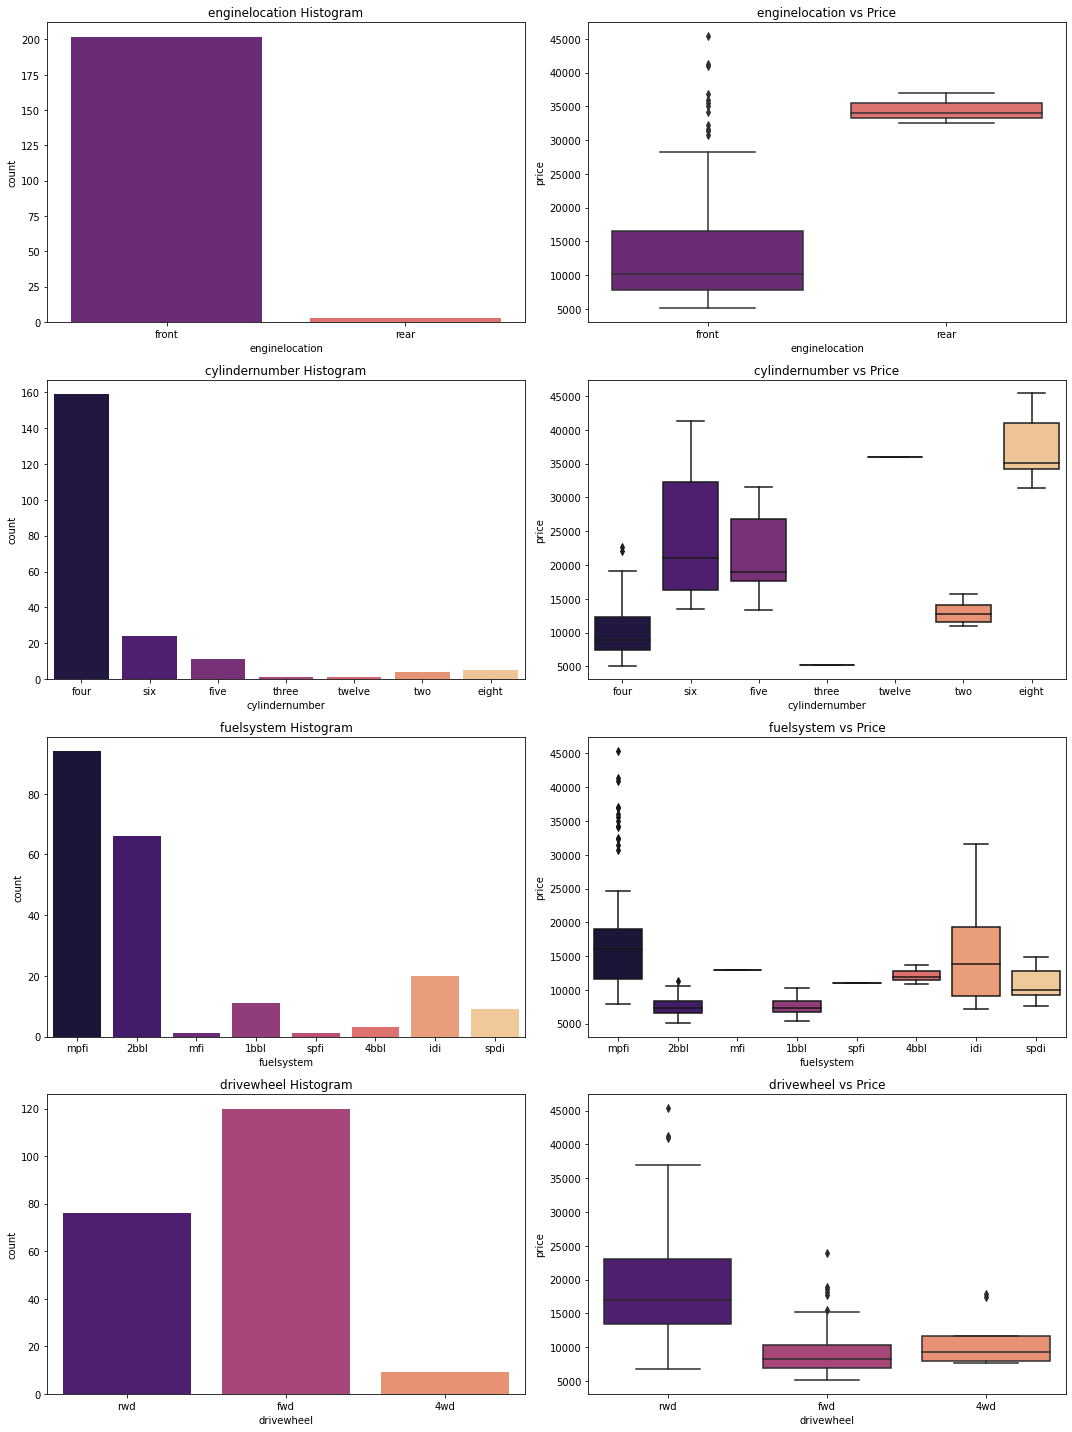 enginelocation Histogram
200
175
150
125
100
75
50
25
0
count
front rear
enginelocation
enginelocation vs Price
45000
40000
35000
30000
25000
20000
15000
10000
5000
price
front rear
enginelocation
cylindernumber Histogram
160
140
120
100
80
60
40
20
0
count
four six five three twelve two eight
cylindernumber
cylindernumber vs Price
45000
40000
35000
30000
25000
20000
15000
10000
5000
price
four six five three twelve two eight
cylindernumber
fuelsystem Histogram
80
60
40
20
0
count
mpfi 2bbl mfi 1bbl spfi 4bbl idi spdi
fuelsystem
fuelsystem vs Price
45000
40000
35000
30000
25000
20000
15000
10000
5000
price
mpfi 2bbl mfi 1bbl spfi 4bbl idi spdi
fuelsystem
drivewheel Histogram
120
100
80
60
40
20
0
count
rwd fwd 4wd
drivewheel
drivewheel vs Price
45000
40000
35000
30000
25000
20000
15000
10000
5000
price
rwd fwd 4wd
drivewheel